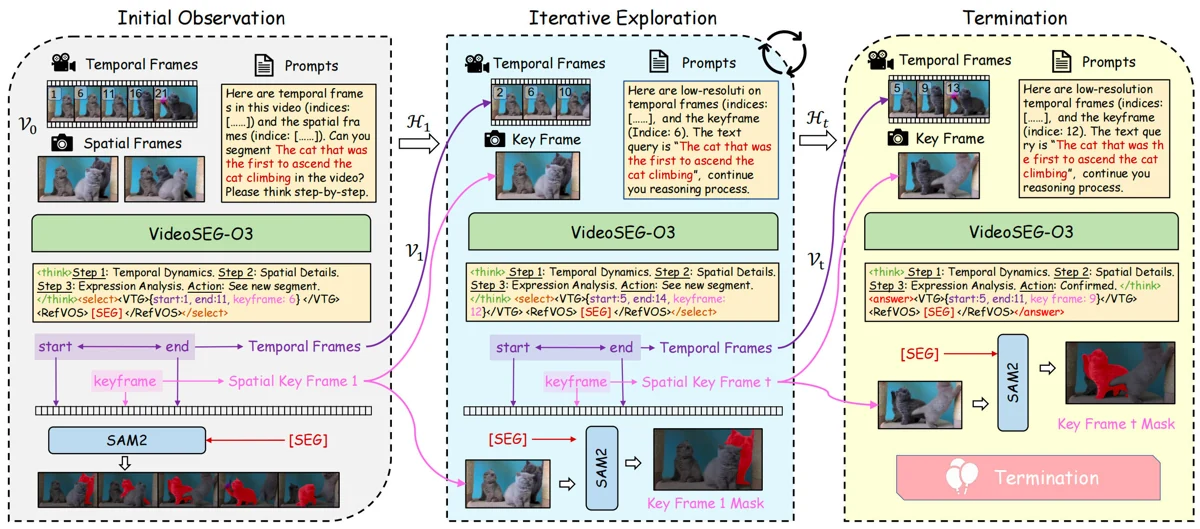 Initial Observation
Temporal Frames
1 6 11 16 21
𝒱0
Spatial Frames
Prompts
Here are temporal frame
s in this video (indices:
[......]) and the spatial fra
mes (indice: [......]). Can you
segment The cat that was
the first to ascend the
cat climbing in the video?
Please think step-by-step.
VideoSEG-O3
<think> Step 1: Temporal Dynamics. Step 2: Spatial Details.
Step 3: Expression Analysis. Action: See new segment.
</think><select><VTG>{start:1, end:11, keyframe: 6} </VTG>
<RefVOS> [SEG] </RefVOS></select>
start end Temporal Frames
keyframe Spatial Key Frame 1
SAM2 [SEG]
ℋ1
𝒱1
Iterative Exploration
Temporal Frames
2 6 10
Key Frame
Prompts
Here are low-resoluti on
temporal frames (indices:
[......], and the keyframe
(Indice: 6). The text
query is “The cat that was
the first to ascend the
cat climbing”, continue
you reasoning process.
VideoSEG-O3
<think> Step 1: Temporal Dynamics. Step 2: Spatial Details.
Step 3: Expression Analysis. Action: See new segment.
</think> <select><VTG>{start:5, end:14, keyframe:
12}</VTG> <RefVOS> [SEG] </RefVOS></select>
start end Temporal Frames
keyframe Spatial Key Frame t
[SEG]
SAM2
Key Frame 1 Mask
ℋt
𝒱t
Termination
Temporal Frames
5 9 13
Key Frame
Prompts
Here are low-resolution
temporal frames (indices:
[......], and the keyframe
(indice: 12). The text que
ry is “The cat that was th
e first to ascend the cat
climbing”, continue you
reasoning process.
VideoSEG-O3
<think> Step 1: Temporal Dynamics. Step 2: Spatial Details.
Step 3: Expression Analysis. Action: Confirmed. </think>
<answer><VTG>{start:5, end:11, key frame: 9}</VTG>
<RefVOS> [SEG] </RefVOS></answer>
[SEG]
SAM2
Key Frame t Mask
Termination